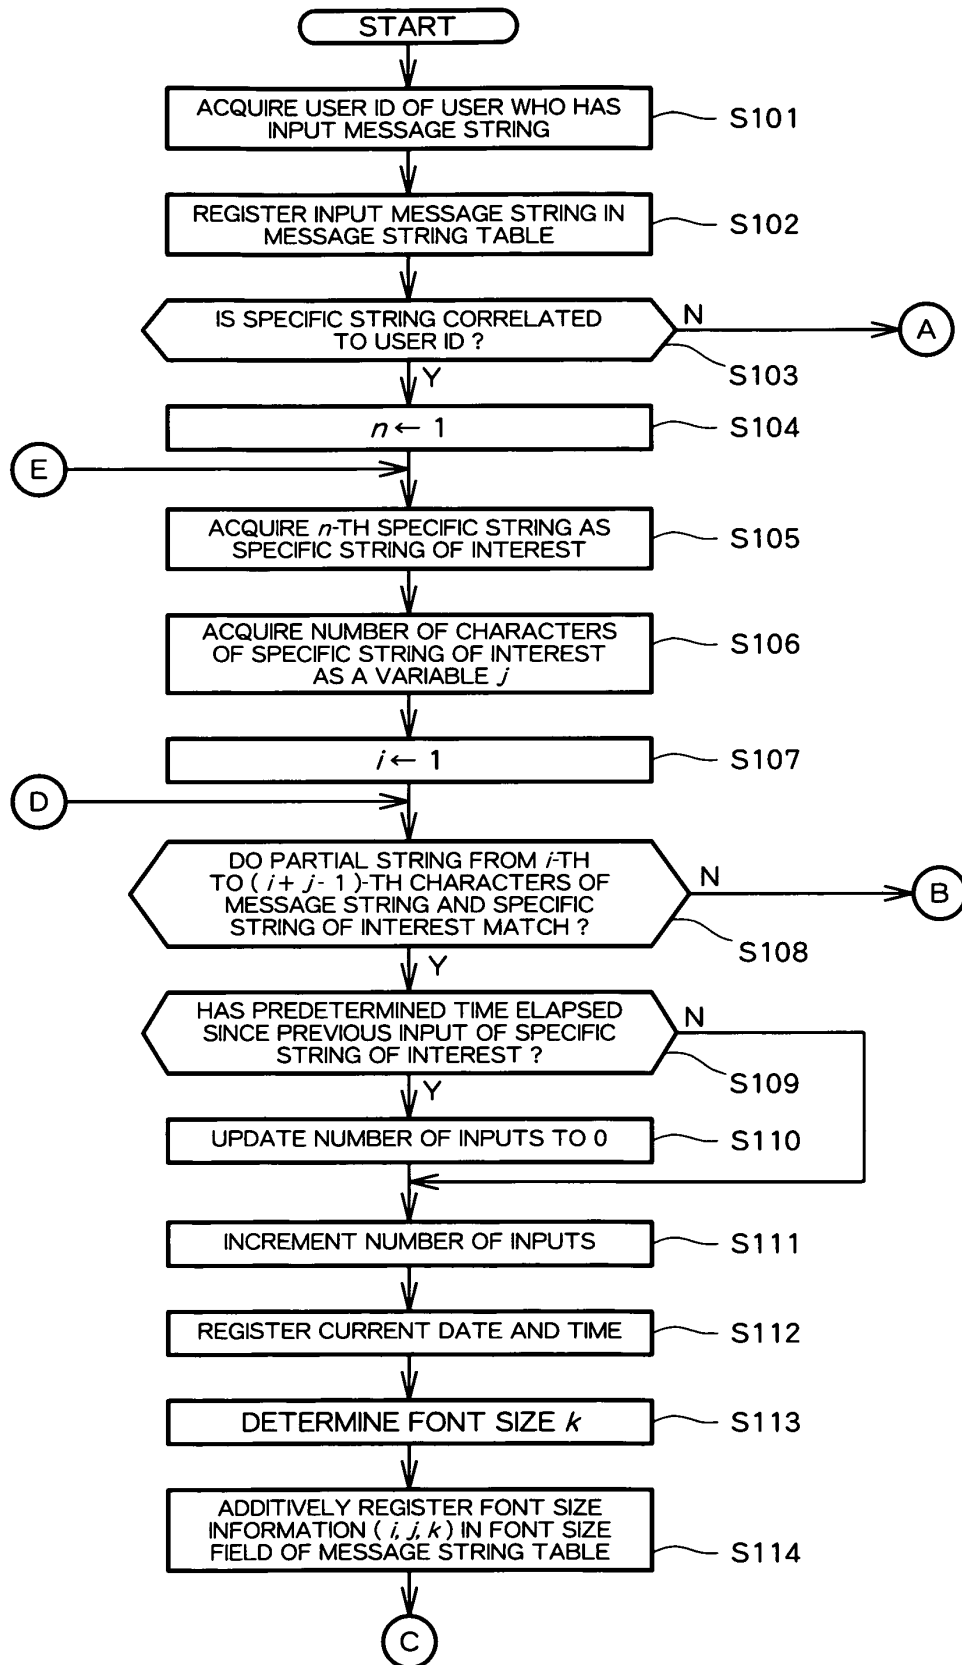 START
ACQUIRE USER ID OF USER WHO HAS
INPUT MESSAGE STRING
S101
REGISTER INPUT MESSAGE STRING IN
MESSAGE STRING TABLE
S102
IS SPECIFIC STRING CORRELATED
TO USER ID ?
N
A
S103
Y
n ← 1
S104
E
ACQUIRE n-TH SPECIFIC STRING AS
SPECIFIC STRING OF INTEREST
S105
ACQUIRE NUMBER OF CHARACTERS
OF SPECIFIC STRING OF INTEREST
AS A VARIABLE j
S106
i ← 1
S107
D
DO PARTIAL STRING FROM i-TH
TO ( i + j - 1 )-TH CHARACTERS OF
MESSAGE STRING AND SPECIFIC
STRING OF INTEREST MATCH ?
N
B
S108
Y
HAS PREDETERMINED TIME ELAPSED
SINCE PREVIOUS INPUT OF SPECIFIC
STRING OF INTEREST ?
N
S109
Y
UPDATE NUMBER OF INPUTS TO 0
S110
INCREMENT NUMBER OF INPUTS
S111
REGISTER CURRENT DATE AND TIME
S112
DETERMINE FONT SIZE k
S113
ADDITIVELY REGISTER FONT SIZE
INFORMATION ( i, j, k ) IN FONT SIZE
FIELD OF MESSAGE STRING TABLE
S114
C